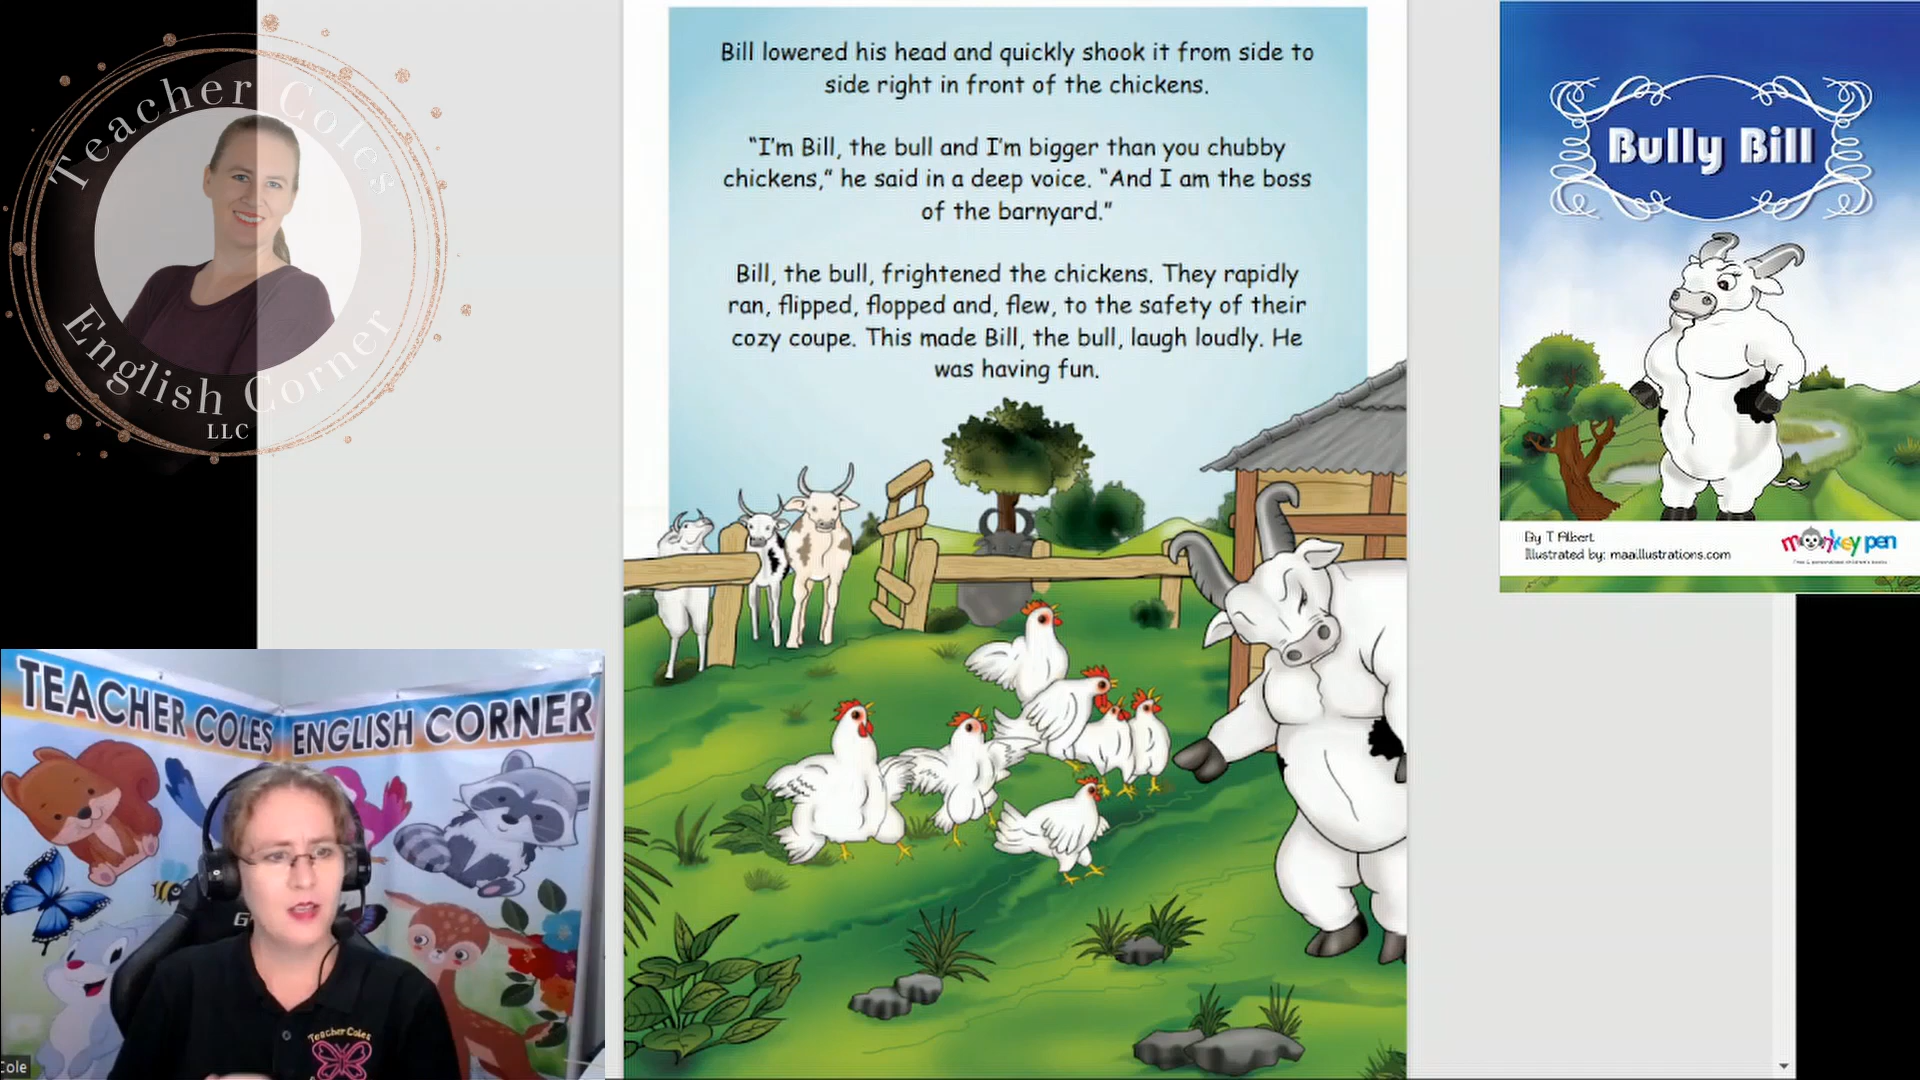 Teacher Coles
English Corner
LLC
Bill lowered his head and quickly shook it from side to
side right in front of the chickens.
“I'm Bill, the bull and I'm bigger than you chubby
chickens,” he said in a deep voice. “And I am the boss
of the barnyard.”
Bill, the bull, frightened the chickens. They rapidly
ran, flipped, flopped and, flew, to the safety of their
cozy coupe. This made Bill, the bull, laugh loudly. He
was having fun.
Bully Bill
By T Albert
Illustrated by: maaillustrations.com
monkey pen
TEACHER COLES ENGLISH CORNER
Teacher Coles
Cole